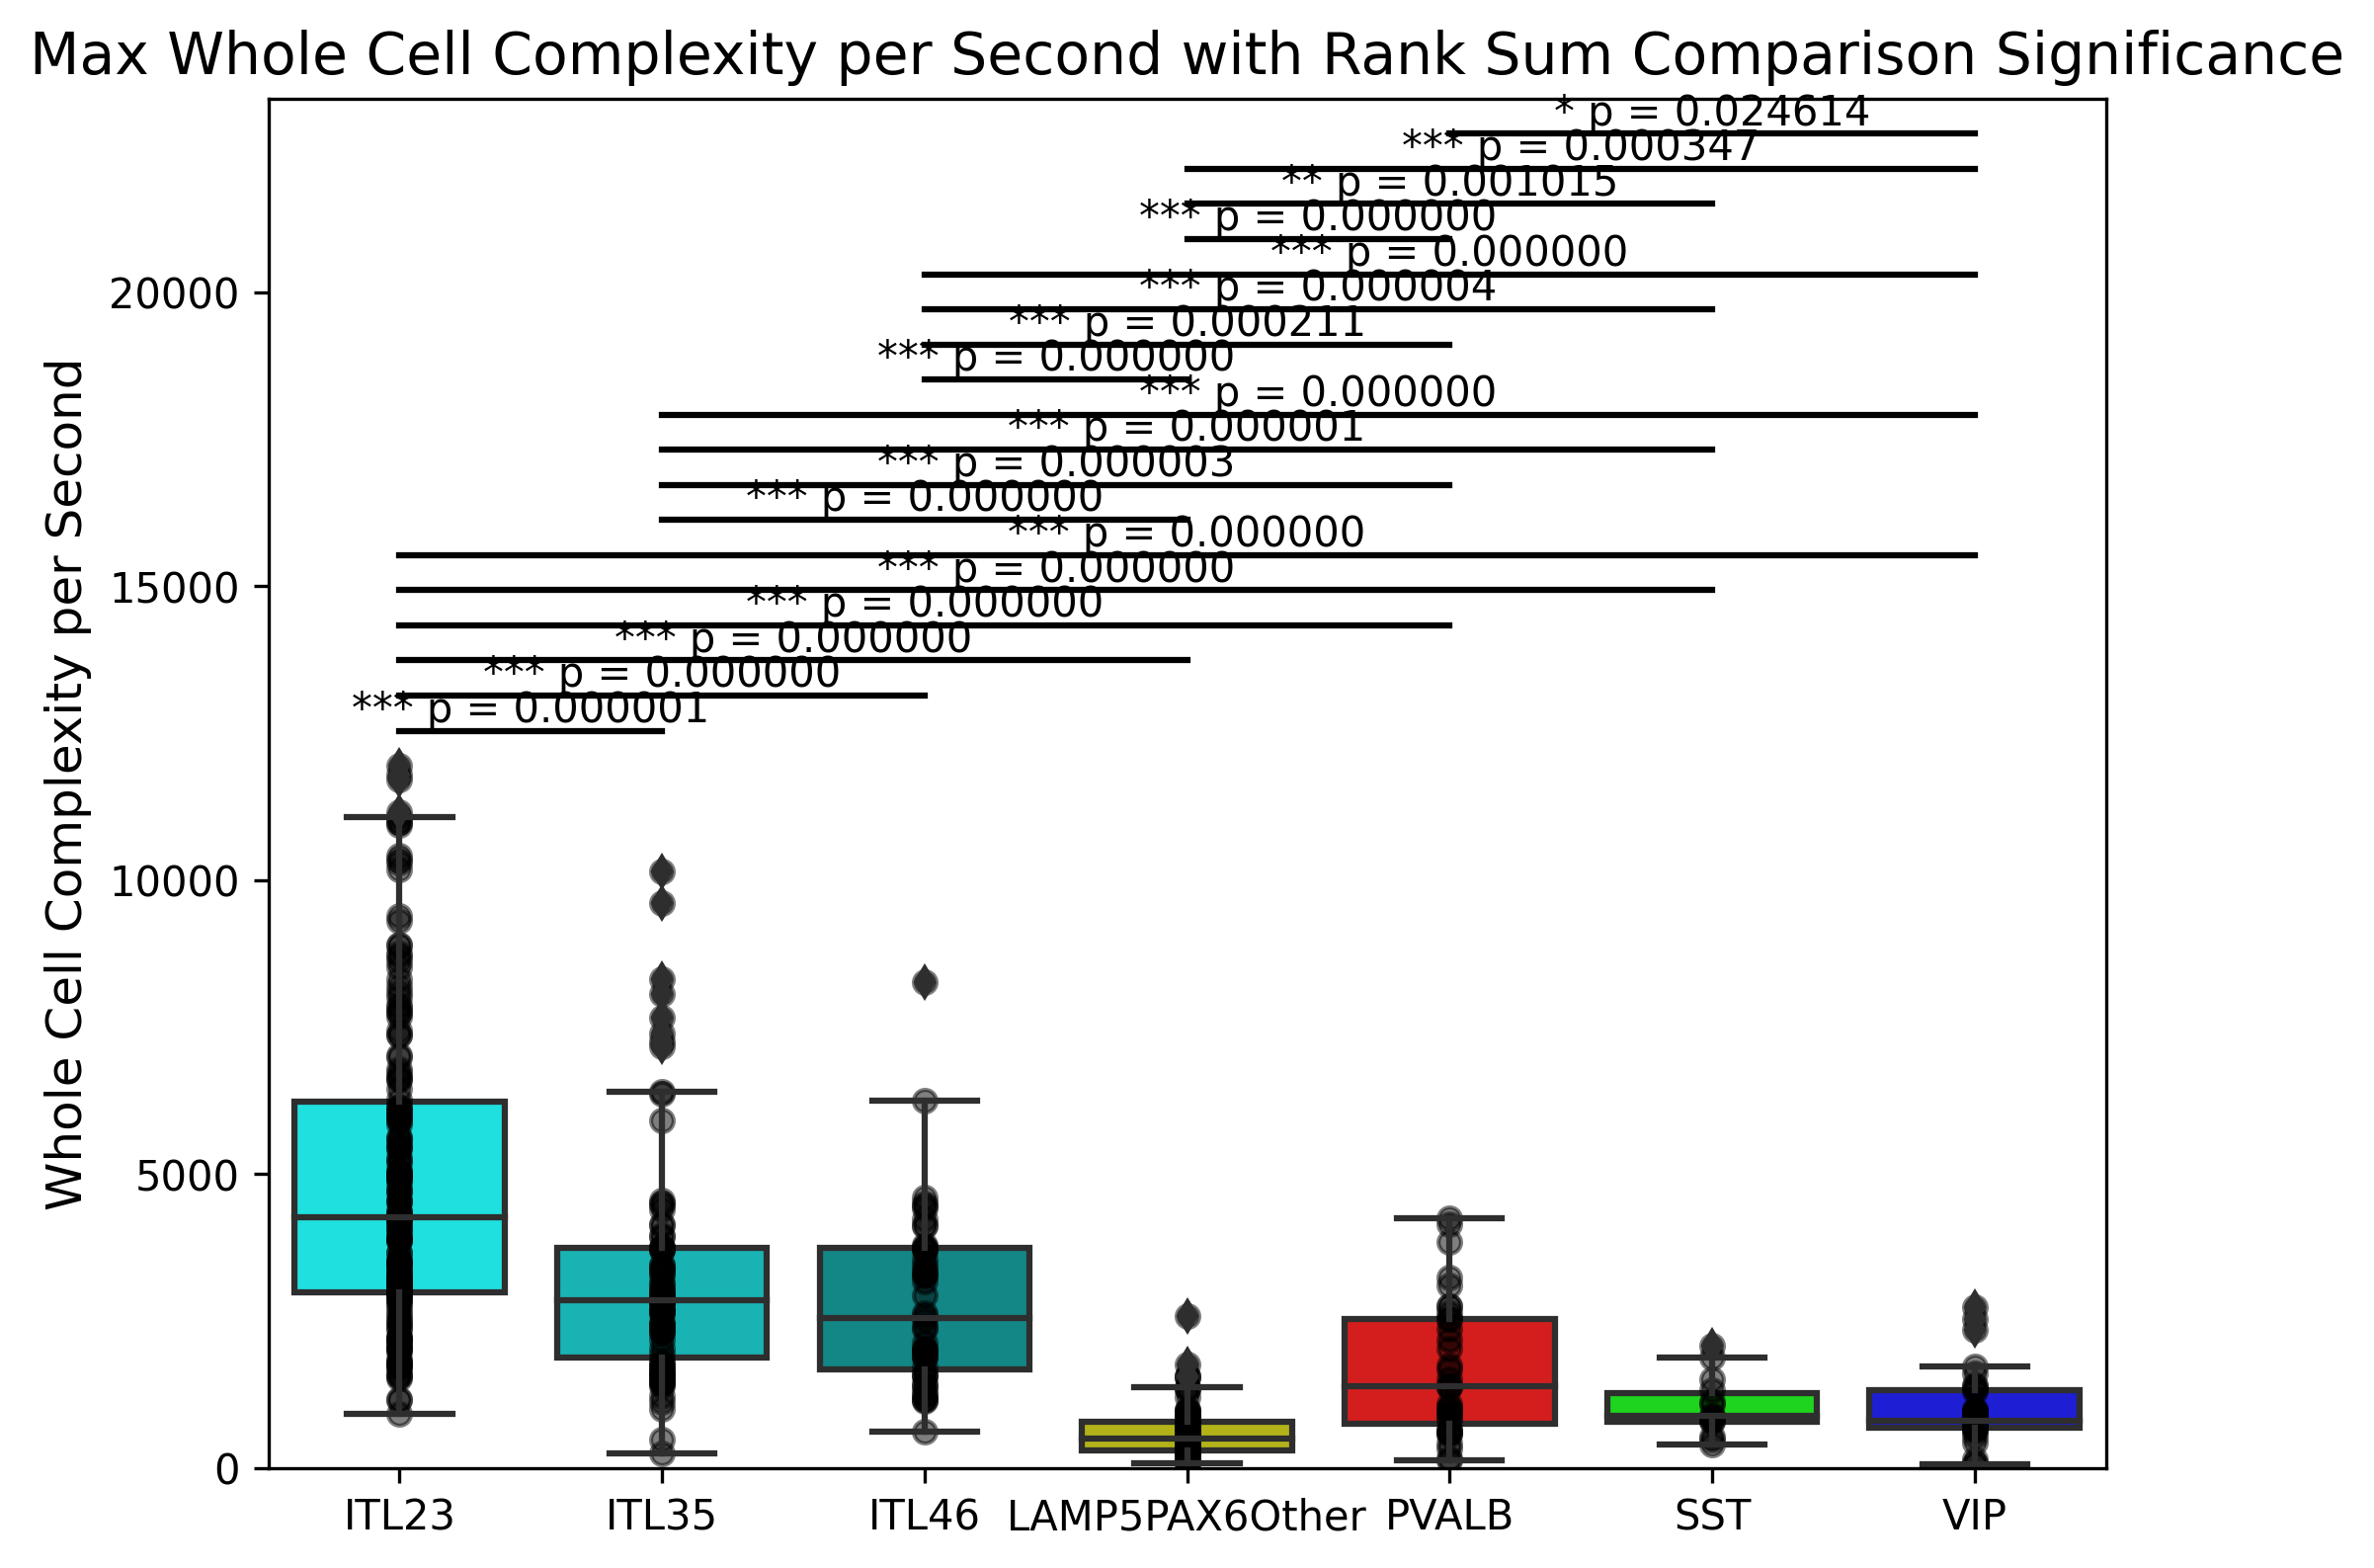 Max Whole Cell Complexity per Second with Rank Sum Comparison Significance
* p = 0.024614
*** p = 0.000347
** p = 0.001015
*** p = 0.000000
*** p = 0.000000
*** p = 0.000004
*** p = 0.000211
*** p = 0.000000
*** p = 0.000000
*** p = 0.000001
*** p = 0.000003
*** p = 0.000000
*** p = 0.000000
*** p = 0.000000
*** p = 0.000000
*** p = 0.000000
*** p = 0.000000
*** p = 0.000001
Whole Cell Complexity per Second
20000
15000
10000
5000
0
ITL23 ITL35 ITL46 LAMP5PAX6Other PVALB SST VIP